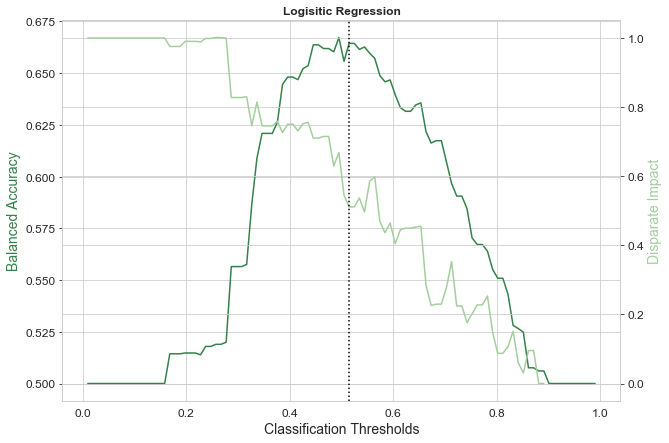 Logisitic Regression
0.675
0.650
0.625
0.600
0.575
0.550
0.525
0.500
Balanced Accuracy
1.0
0.8
0.6
0.4
0.2
0.0
Disparate Impact
0.0 0.2 0.4 0.6 0.8 1.0
Classification Thresholds